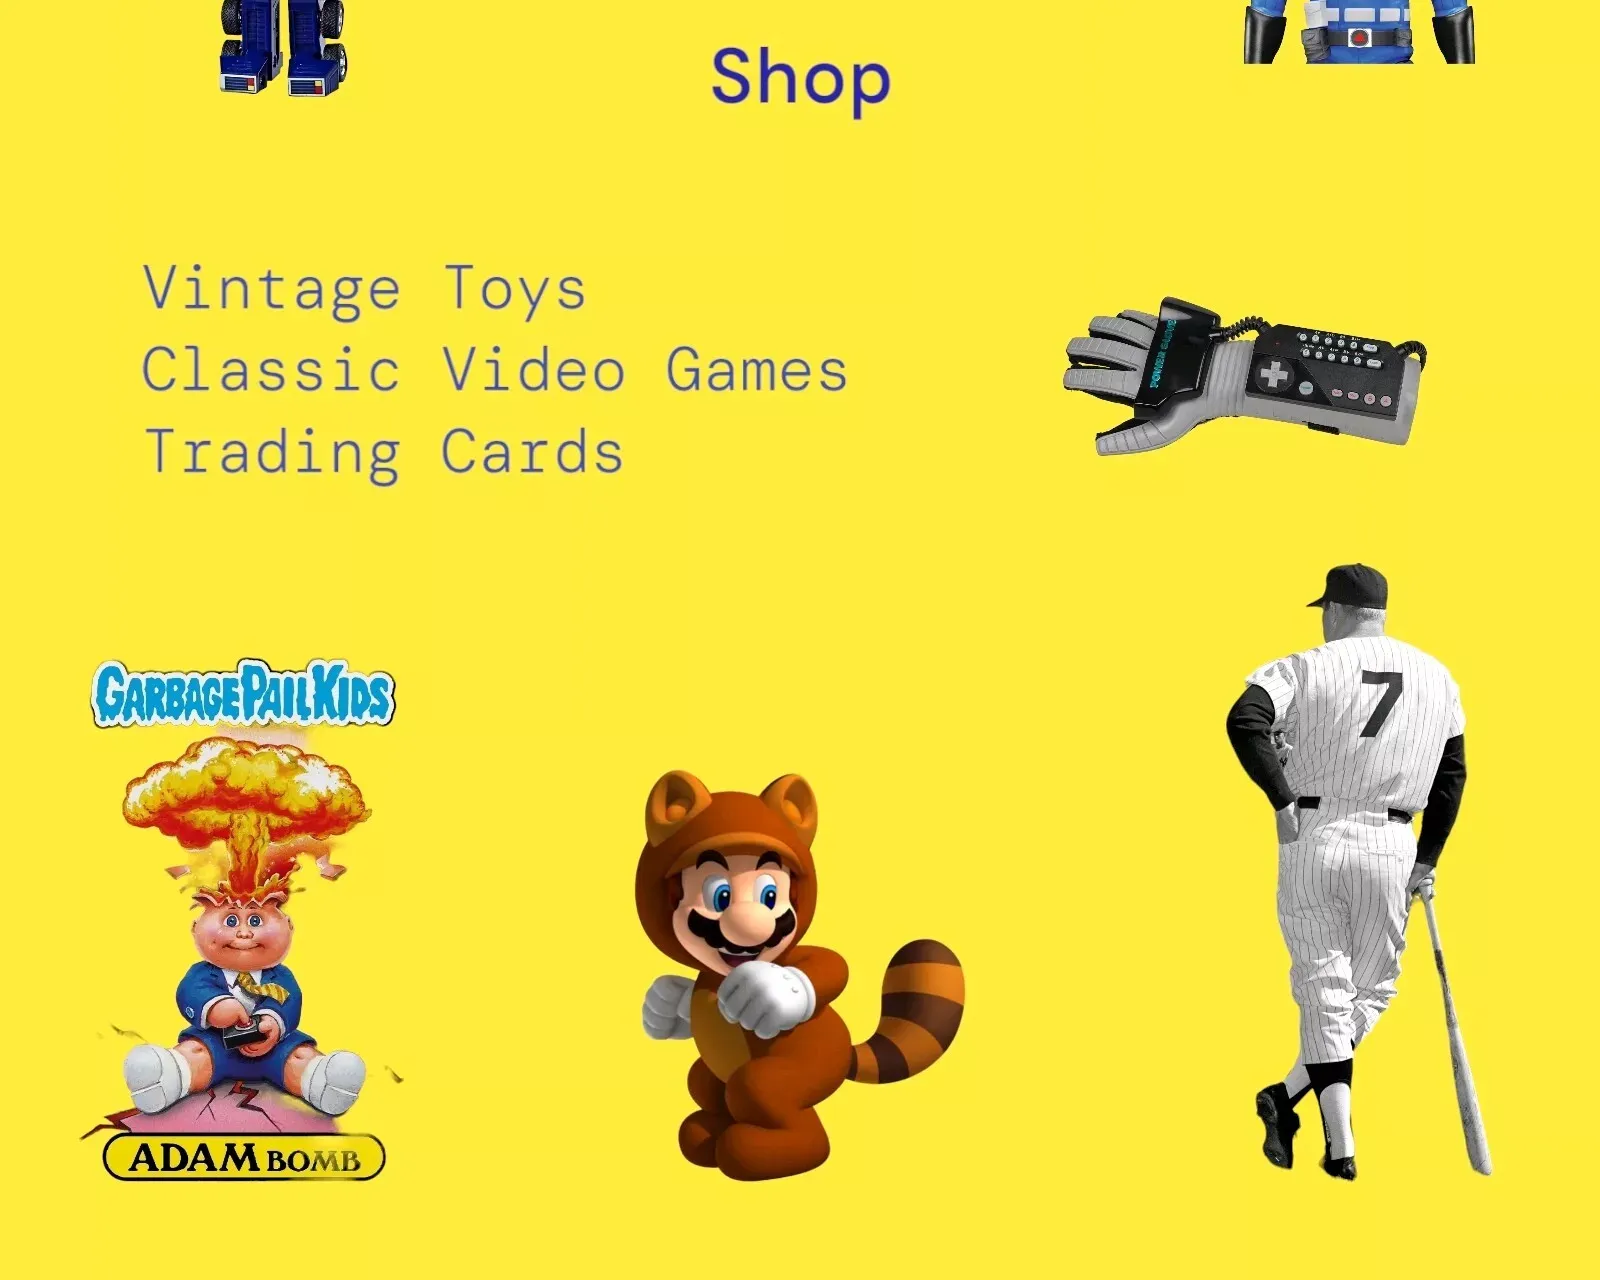 Shop
Vintage Toys
Classic Video Games
Trading Cards
POWER GLOVE
GARBAGE PAIL KIDS
7
ADAM BOMB